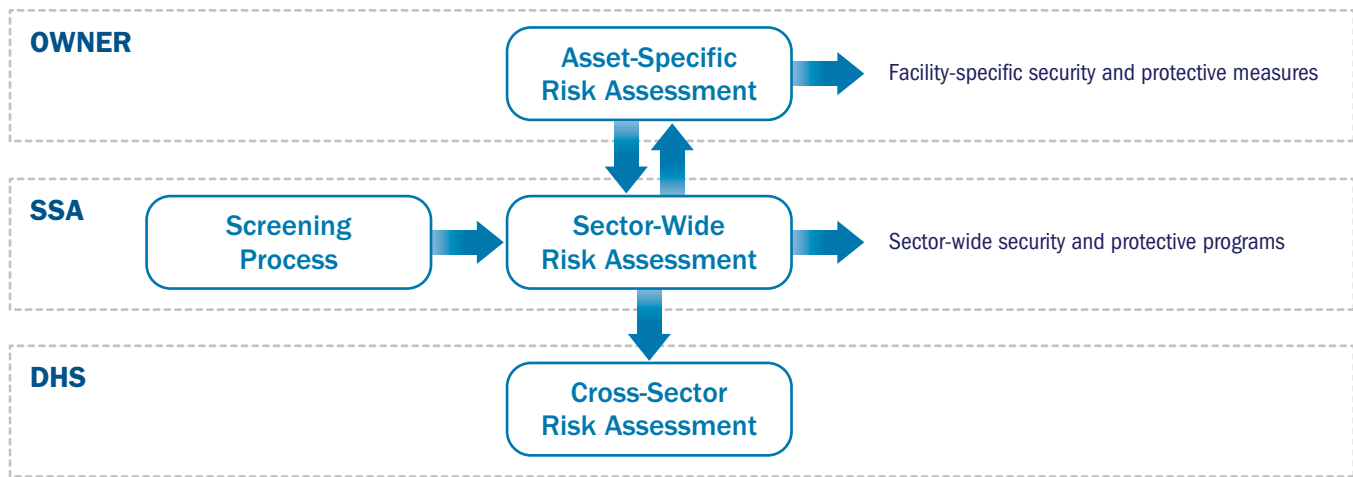 OWNER
Asset-Specific
Risk Assessment
Facility-specific security and protective measures
SSA
Screening
Process
Sector-Wide
Risk Assessment
Sector-wide security and protective programs
DHS
Cross-Sector
Risk Assessment